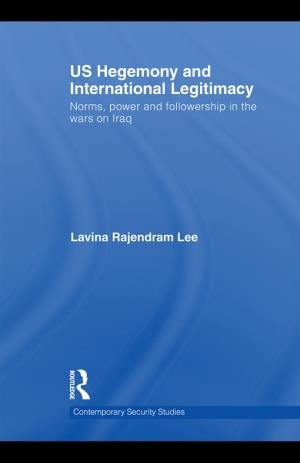 US Hegemony and
International Legitimacy
Norms, power and followership in the
wars on Iraq
Lavina Rajendram Lee
ROUTLEDGE
Contemporary Security Studies